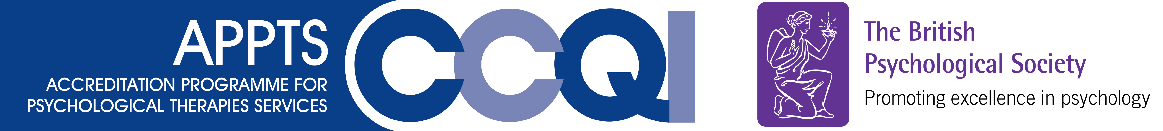 APPTS
ACCREDITATION PROGRAMME FOR
PSYCHOLOGICAL THERAPIES SERVICES
CCQI
The British
Psychological Society
Promoting excellence in psychology